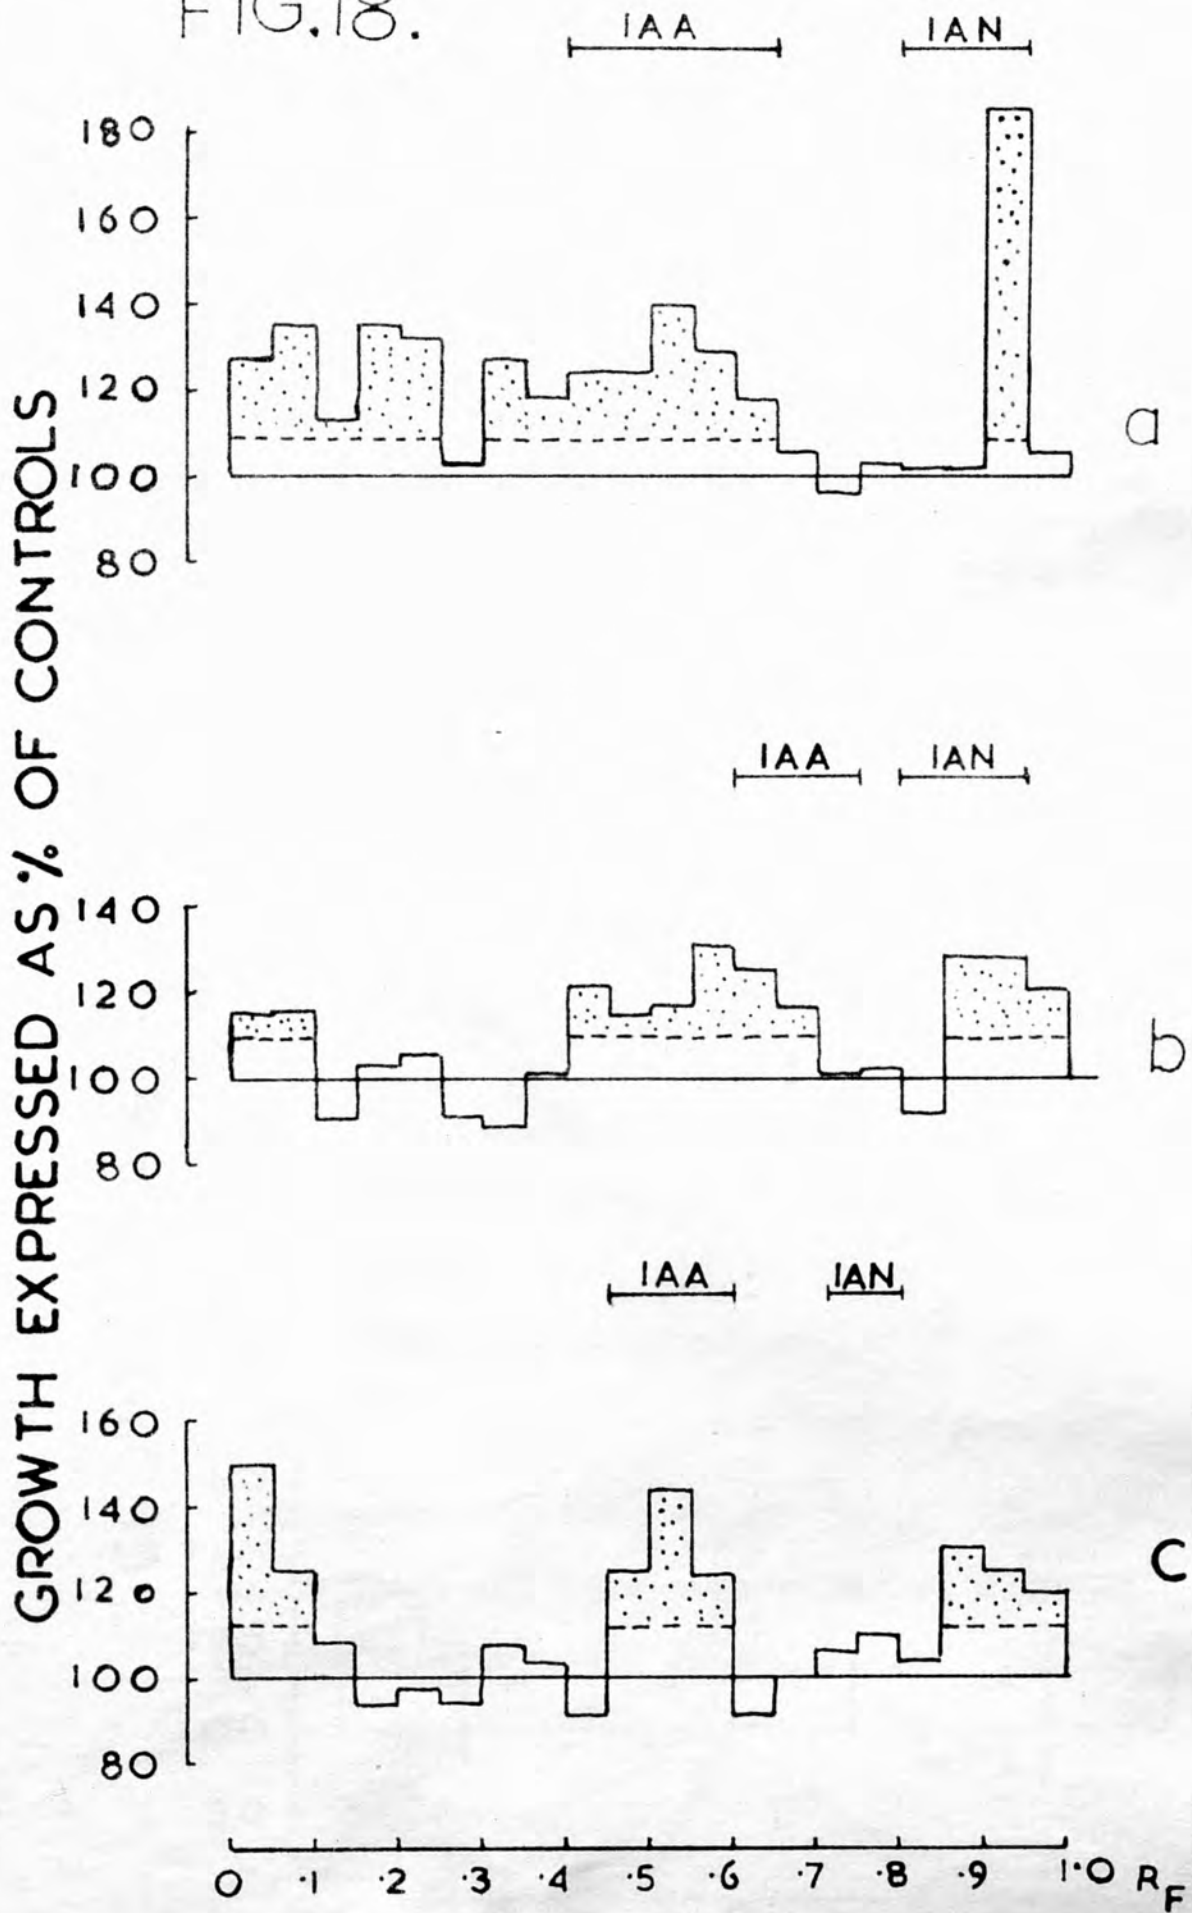 FIG.18.
IAA IAN
180
160
140
120
100
80
a
IAA IAN
140
120
100
80
b
IAA IAN
160
140
120
100
80
c
GROWTH EXPRESSED AS % OF CONTROLS
0 ·1 ·2 ·3 ·4 ·5 ·6 ·7 ·8 ·9 1·0 RF